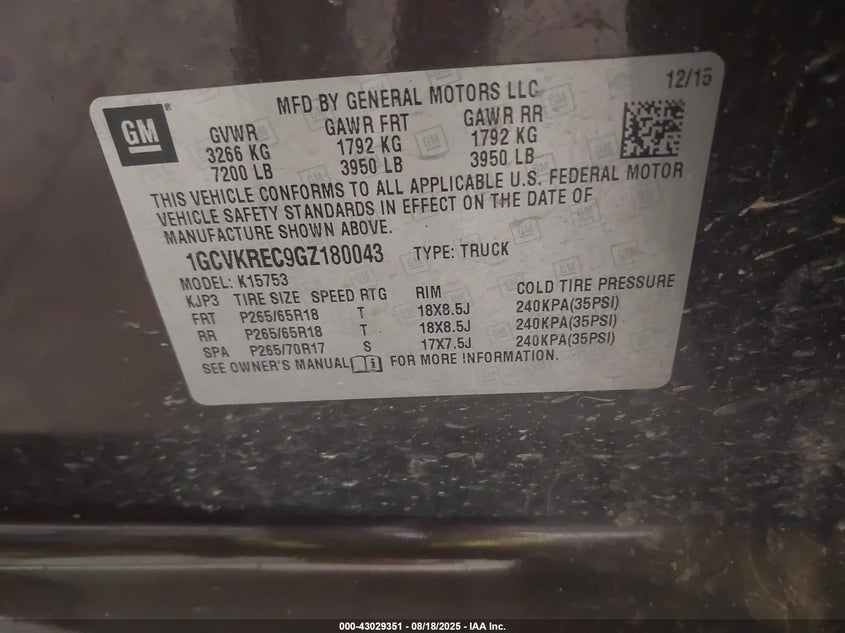 MFD BY GENERAL MOTORS LLC 12/15
GM ®
GVWR GAWR FRT GAWR RR
3266 KG 1792 KG 1792 KG
7200 LB 3950 LB 3950 LB
THIS VEHICLE CONFORMS TO ALL APPLICABLE U.S. FEDERAL MOTOR
VEHICLE SAFETY STANDARDS IN EFFECT ON THE DATE OF
MANUFACTURE SHOWN ABOVE.
1GCVKREC9GZ180043 TYPE: TRUCK
MODEL: K15753
KJP3 TIRE SIZE SPEED RTG RIM COLD TIRE PRESSURE
FRT P265/65R18 T 18X8.5J 240KPA(35PSI)
RR P265/65R18 T 18X8.5J 240KPA(35PSI)
SPA P265/70R17 S 17X7.5J 240KPA(35PSI)
SEE OWNER'S MANUAL FOR MORE INFORMATION.
000-43029351 - 08/18/2025 - IAA Inc.